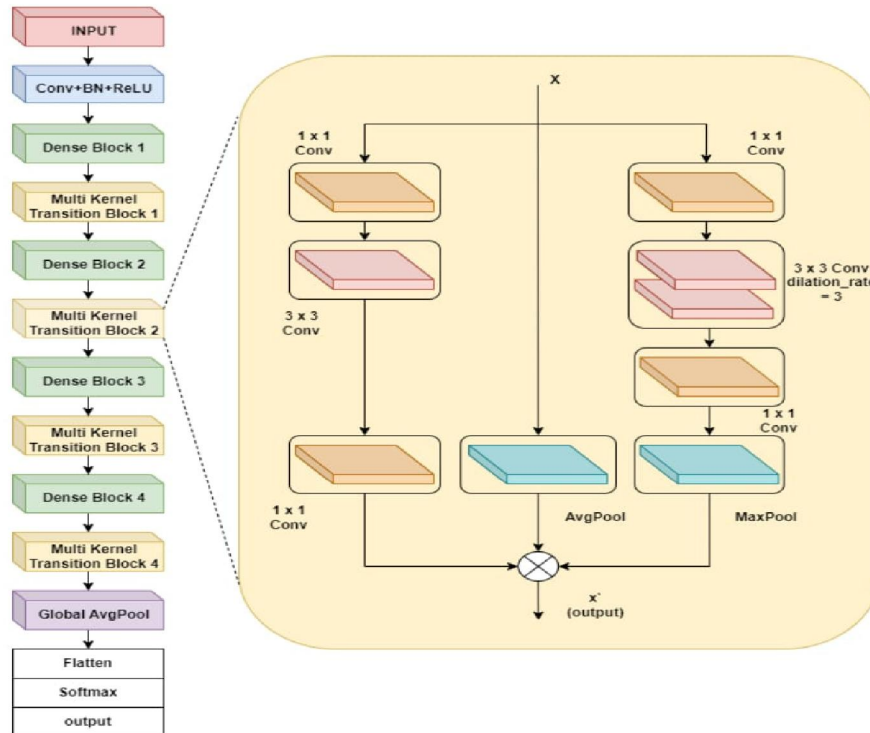 INPUT
Conv+BN+ReLU
Dense Block 1
Multi Kernel
Transition Block 1
Dense Block 2
Multi Kernel
Transition Block 2
Dense Block 3
Multi Kernel
Transition Block 3
Dense Block 4
Multi Kernel
Transition Block 4
Global AvgPool
Flatten
Softmax
output
X
1 x 1
Conv
1 x 1
Conv
3 x 3
Conv
3 x 3 Conv
dilation_rate
= 3
1 x 1
Conv
1 x 1
Conv
AvgPool
MaxPool
x`
(output)